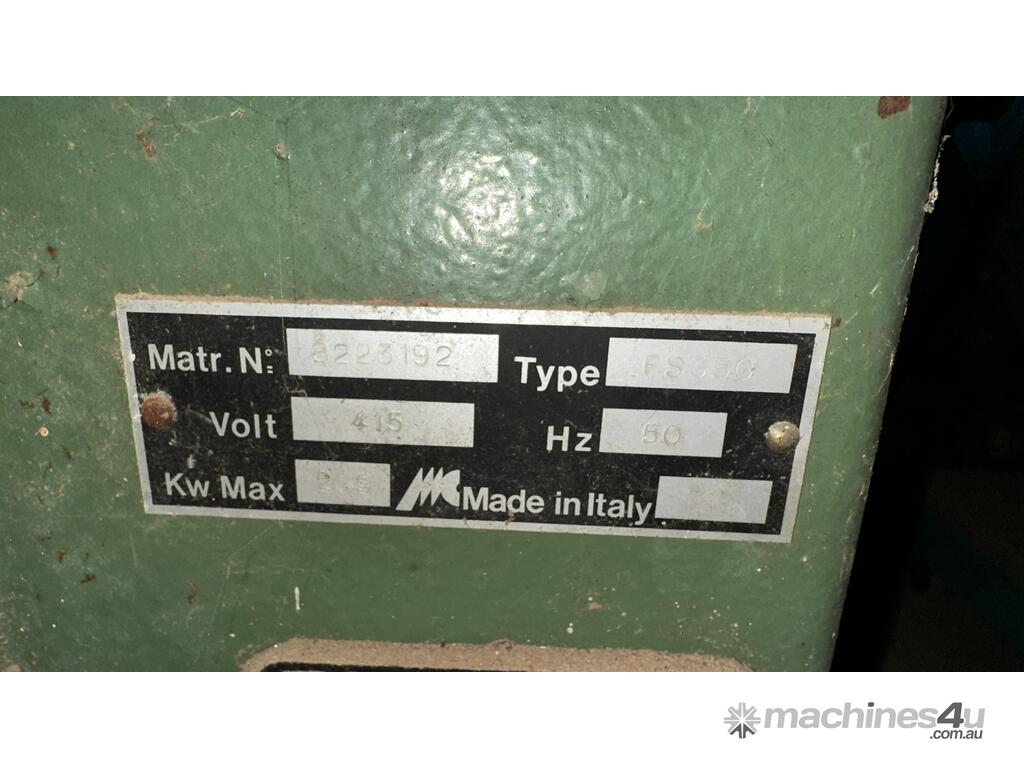 Matr. N° 8223192 Type FS350
Volt 415 Hz 50
Kw Max Made in Italy
machines4u
.com.au